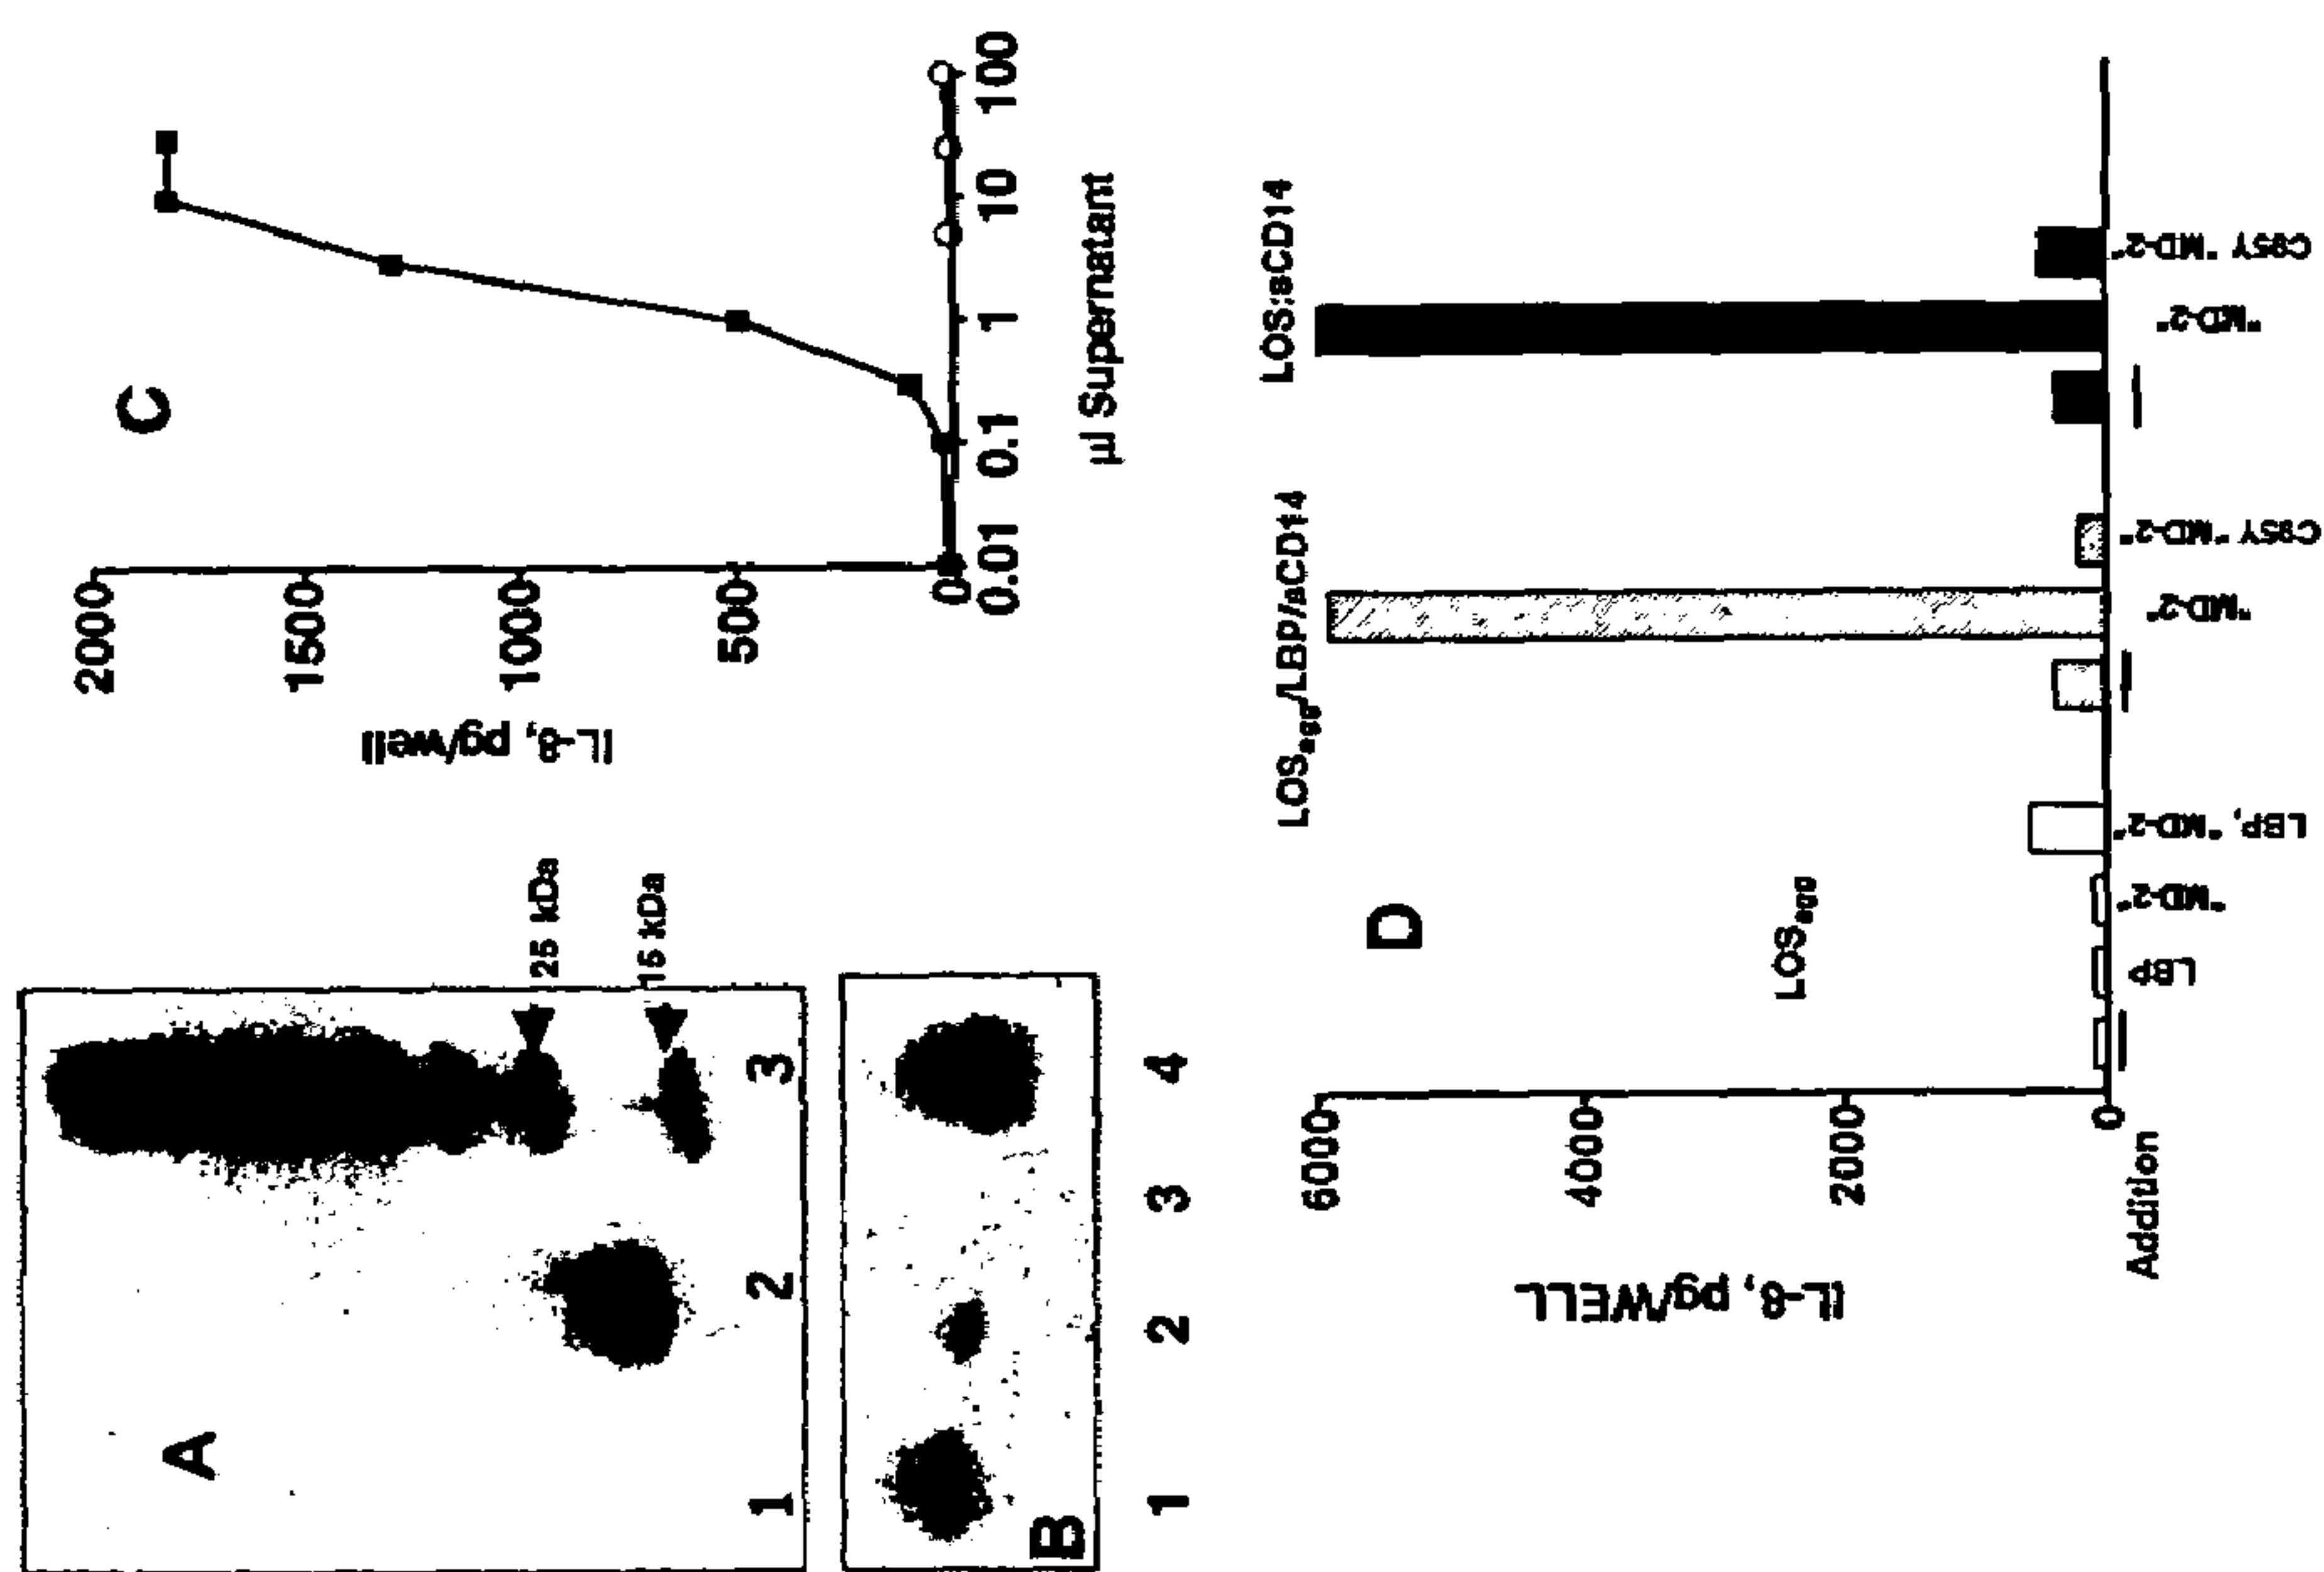 A
25 kDa
15 kDa
1 2 3
B
1 2 3 4
C
IL-8, pg/well
2000
1500
1000
500
0
0.01 0.1 1 10 100
µl Supernatant
D
IL-8, pg/WELL
6000
4000
2000
0
LOSagg
LOSagg/LBP/sCD14
LOS:sCD14
Addition
— LBP "MD-2" LBP, "MD-2" — "MD-2" C95Y "MD-2" — "MD-2" C95Y "MD-2"